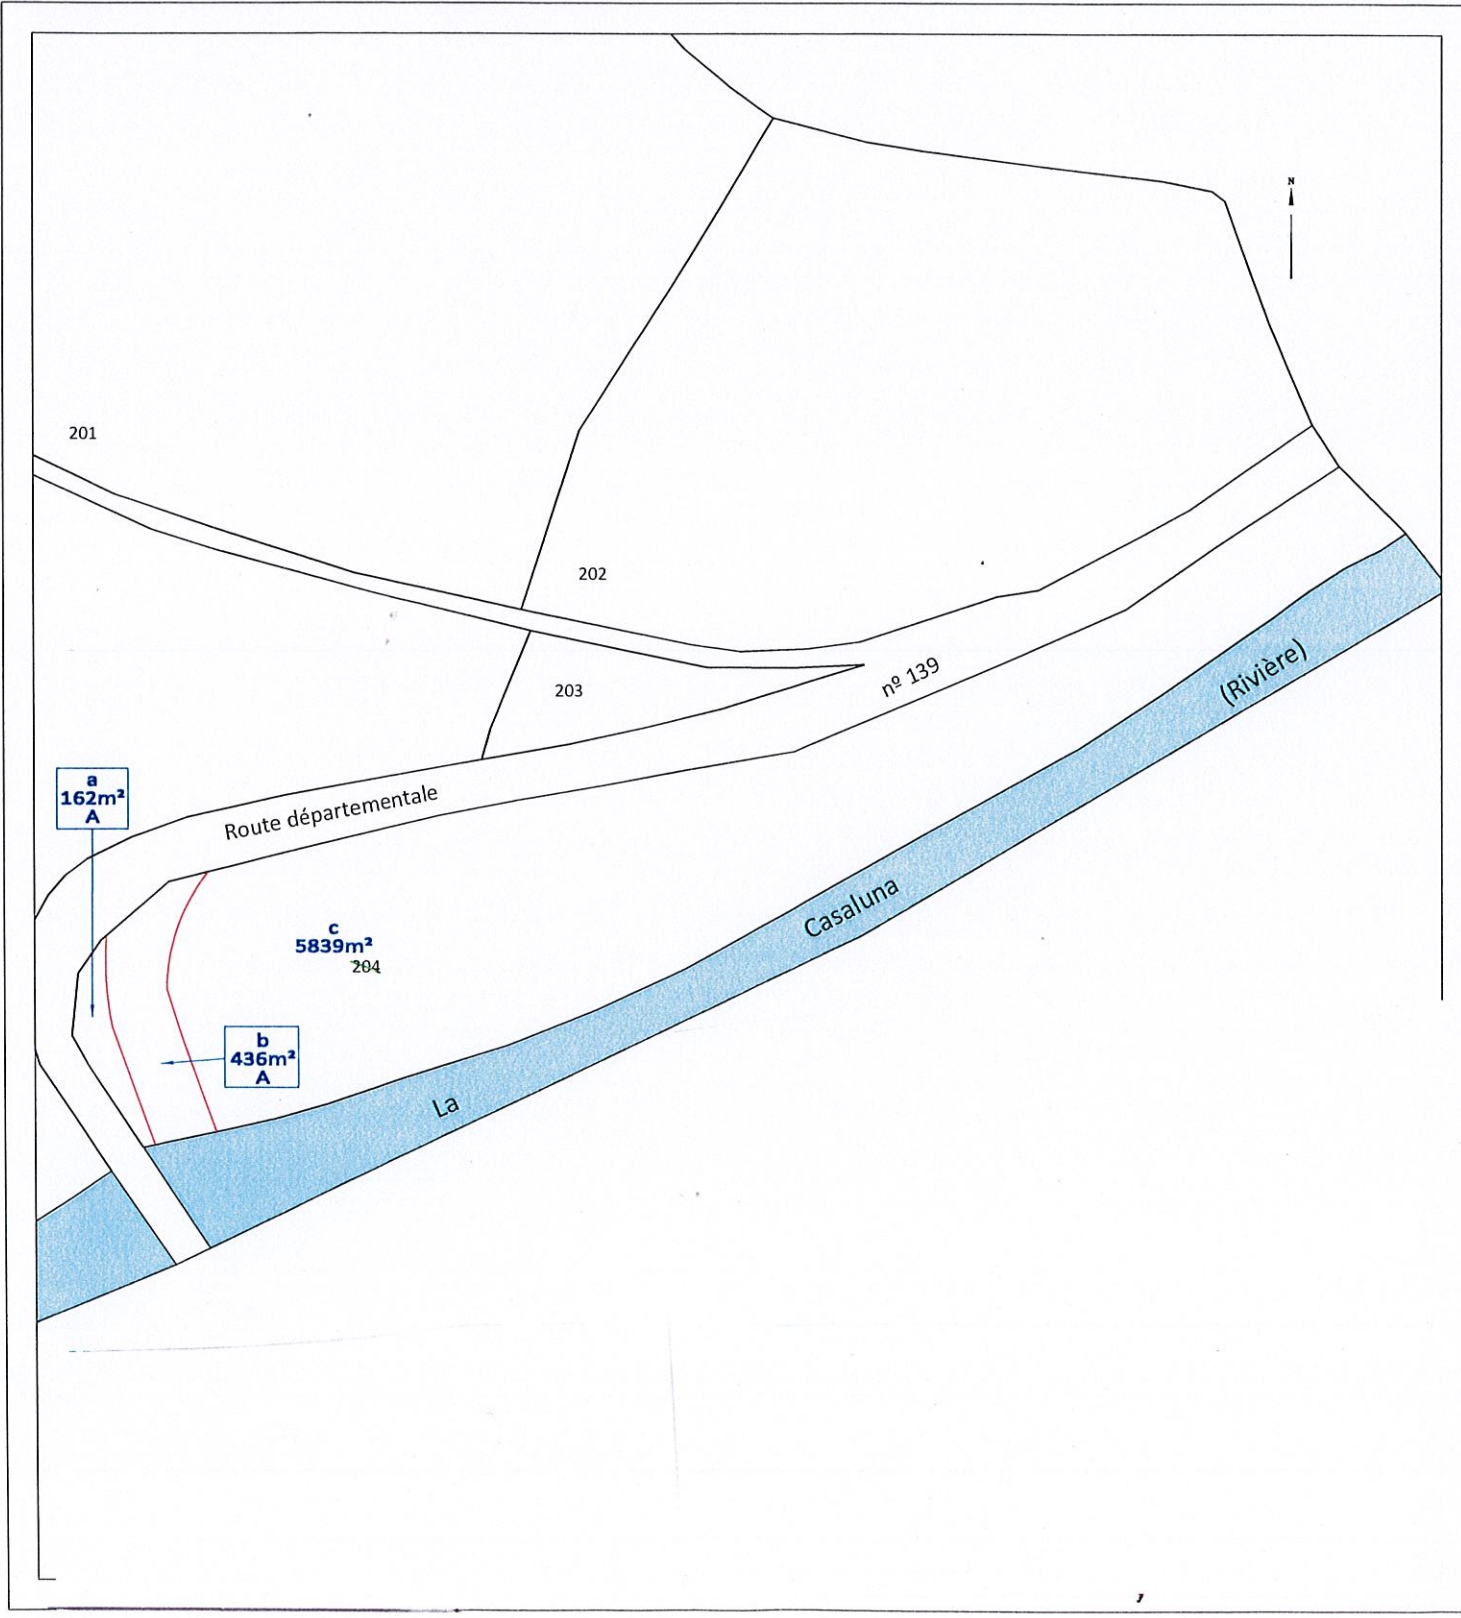 N
201
202
nº 139
(Rivière)
203
a
162m²
A
Route départementale
Casaluna
c
5839m²
204
b
436m²
A
La